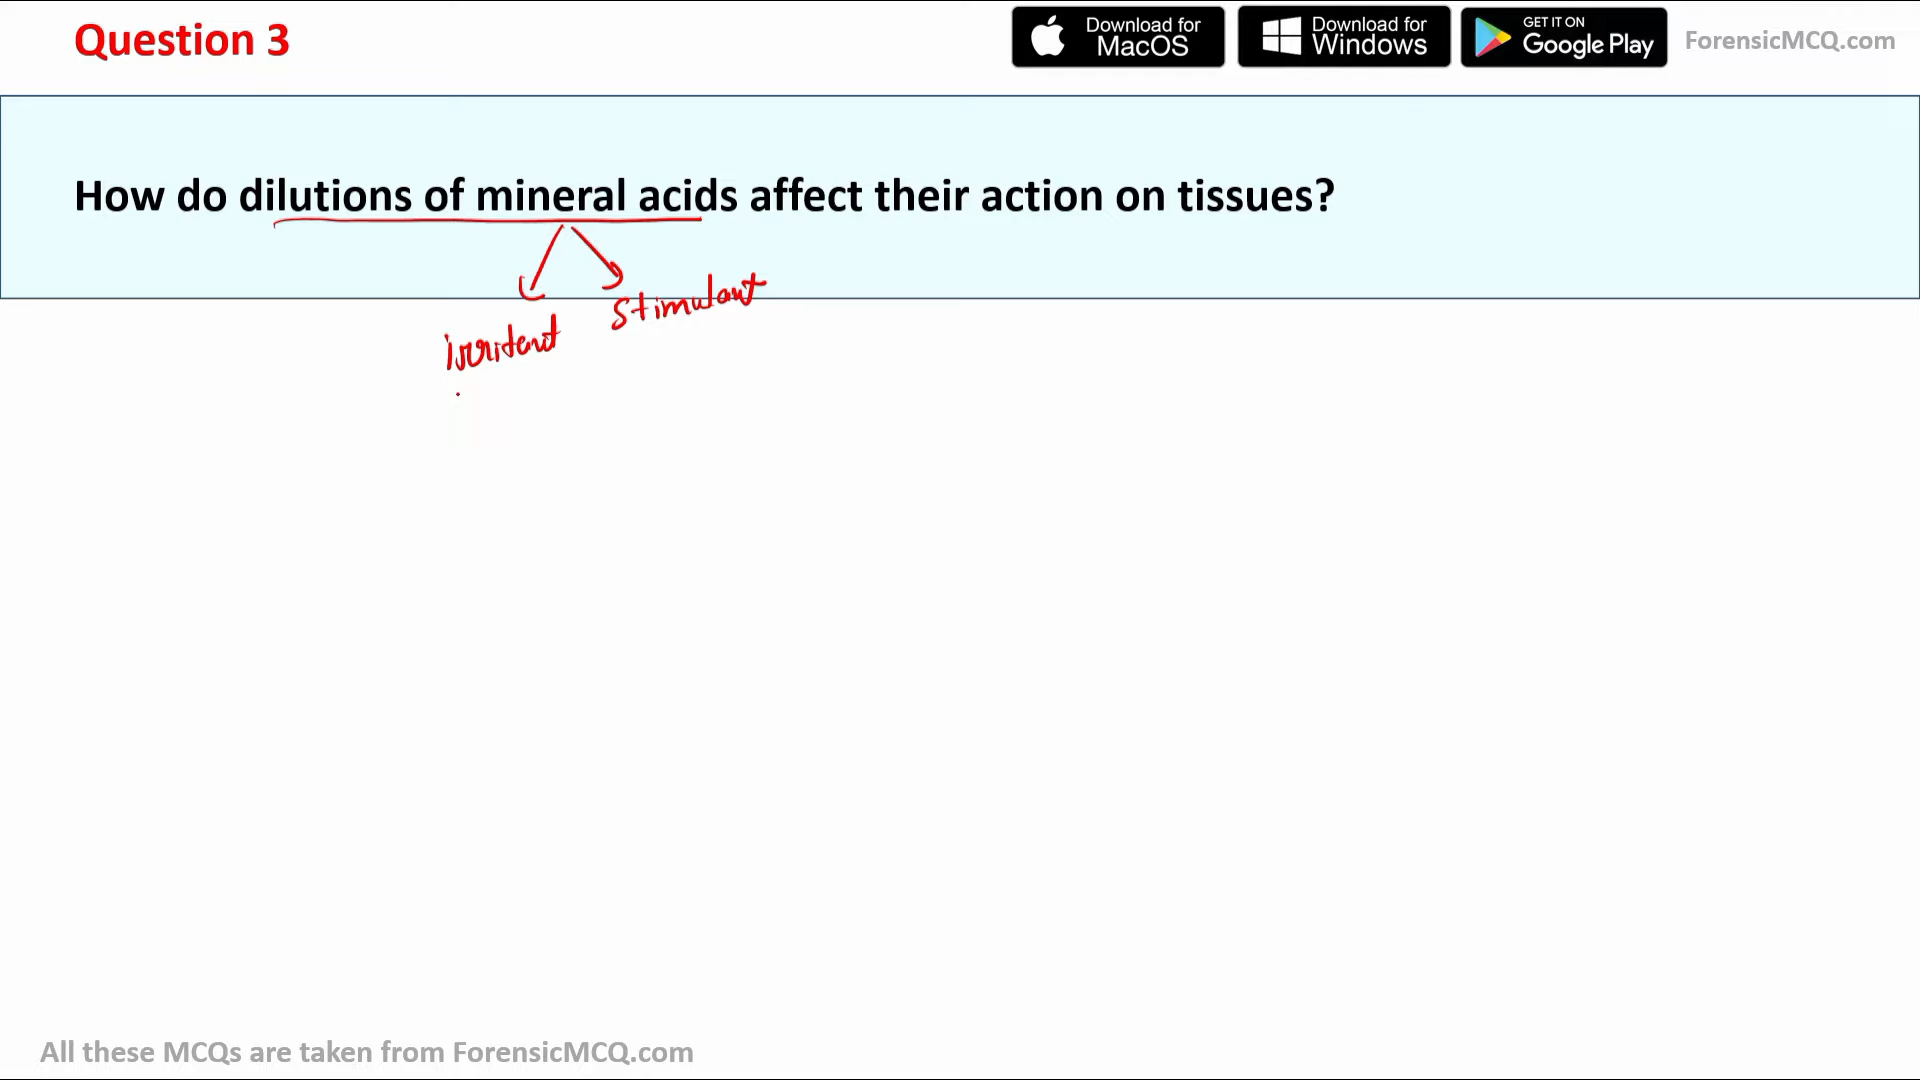 Question 3
Download for
MacOS
Download for
Windows
GET IT ON
Google Play
ForensicMCQ.com
How do dilutions of mineral acids affect their action on tissues?
stimulant
irritent
All these MCQs are taken from ForensicMCQ.com